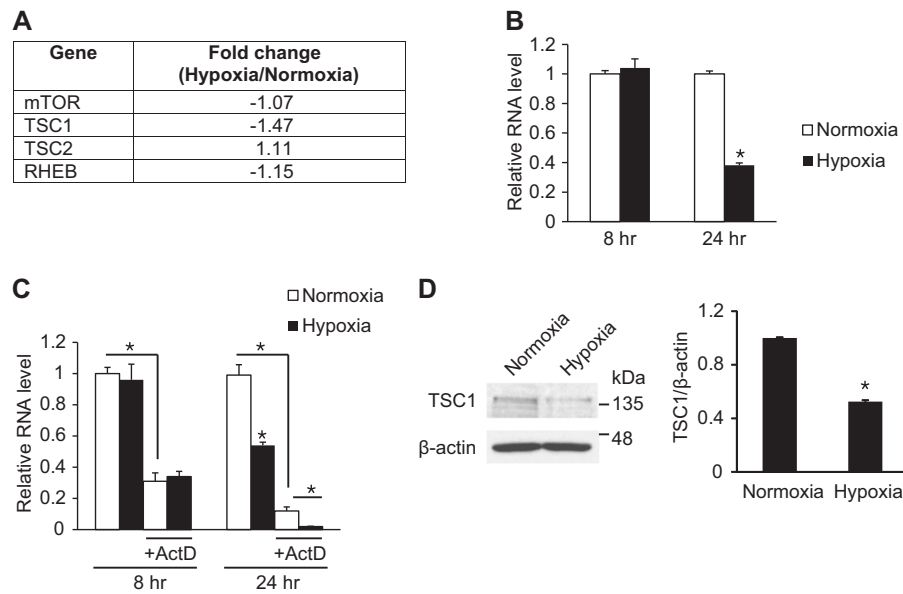 A
Gene Fold change (Hypoxia/Normoxia)
mTOR -1.07
TSC1 -1.47
TSC2 1.11
RHEB -1.15
B
Relative RNA level
1.2
1
0.8
0.6
0.4
0.2
0
*
8 hr 24 hr
Normoxia
Hypoxia
C
Normoxia
Hypoxia
Relative RNA level
1.2
1
0.8
0.6
0.4
0.2
0
* * * *
+ActD +ActD
8 hr 24 hr
D
Normoxia Hypoxia
kDa
TSC1 135
β-actin 48
TSC1/β-actin
1.2
0.8
0.4
0
*
Normoxia Hypoxia